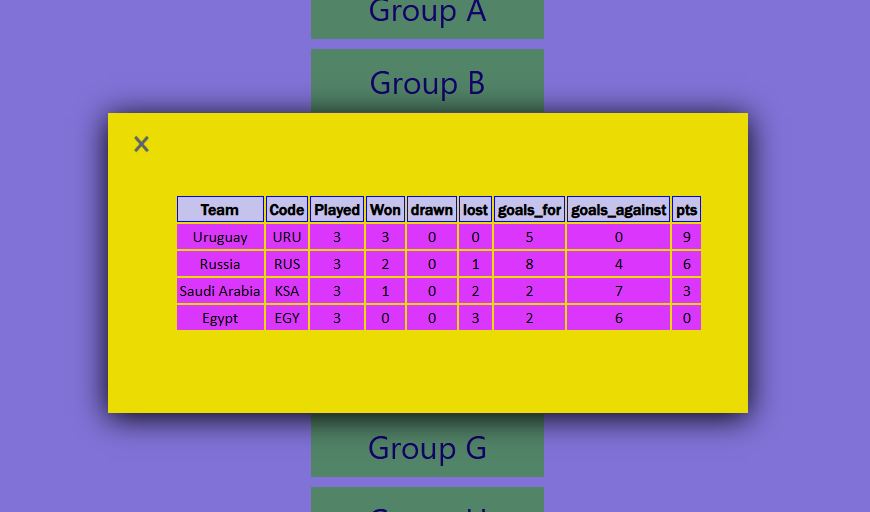 Group A
Group B
×
Team Code Played Won drawn lost goals_for goals_against pts
Uruguay URU 3 3 0 0 5 0 9
Russia RUS 3 2 0 1 8 4 6
Saudi Arabia KSA 3 1 0 2 2 7 3
Egypt EGY 3 0 0 3 2 6 0
Group G